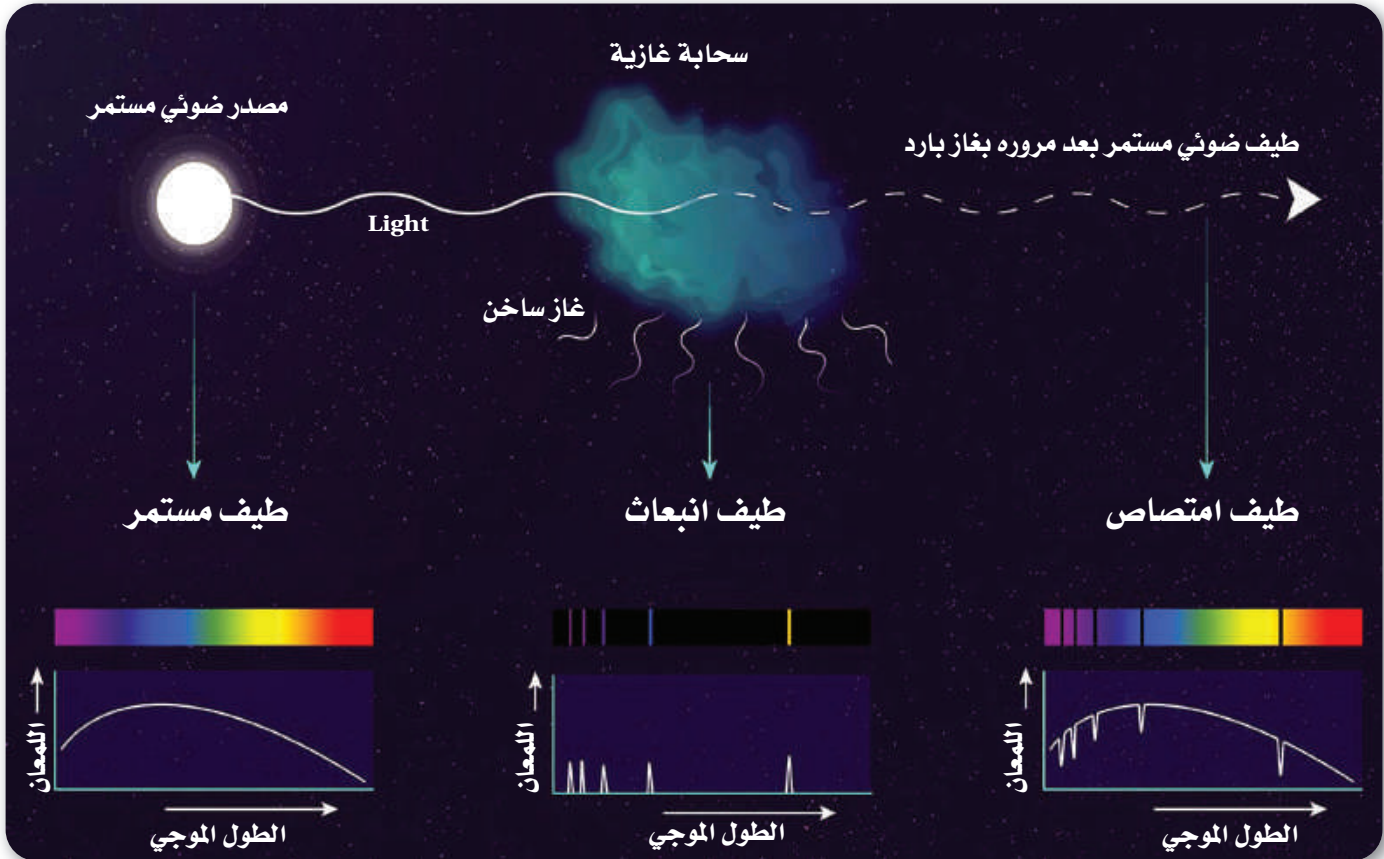 سحابة غازية
مصدر ضوئي مستمر
طيف ضوئي مستمر بعد مروره بغاز بارد
Light
غاز ساخن
طيف امتصاص
طيف انبعاث
طيف مستمر
اللمعان
الطول الموجي
اللمعان
الطول الموجي
اللمعان
الطول الموجي